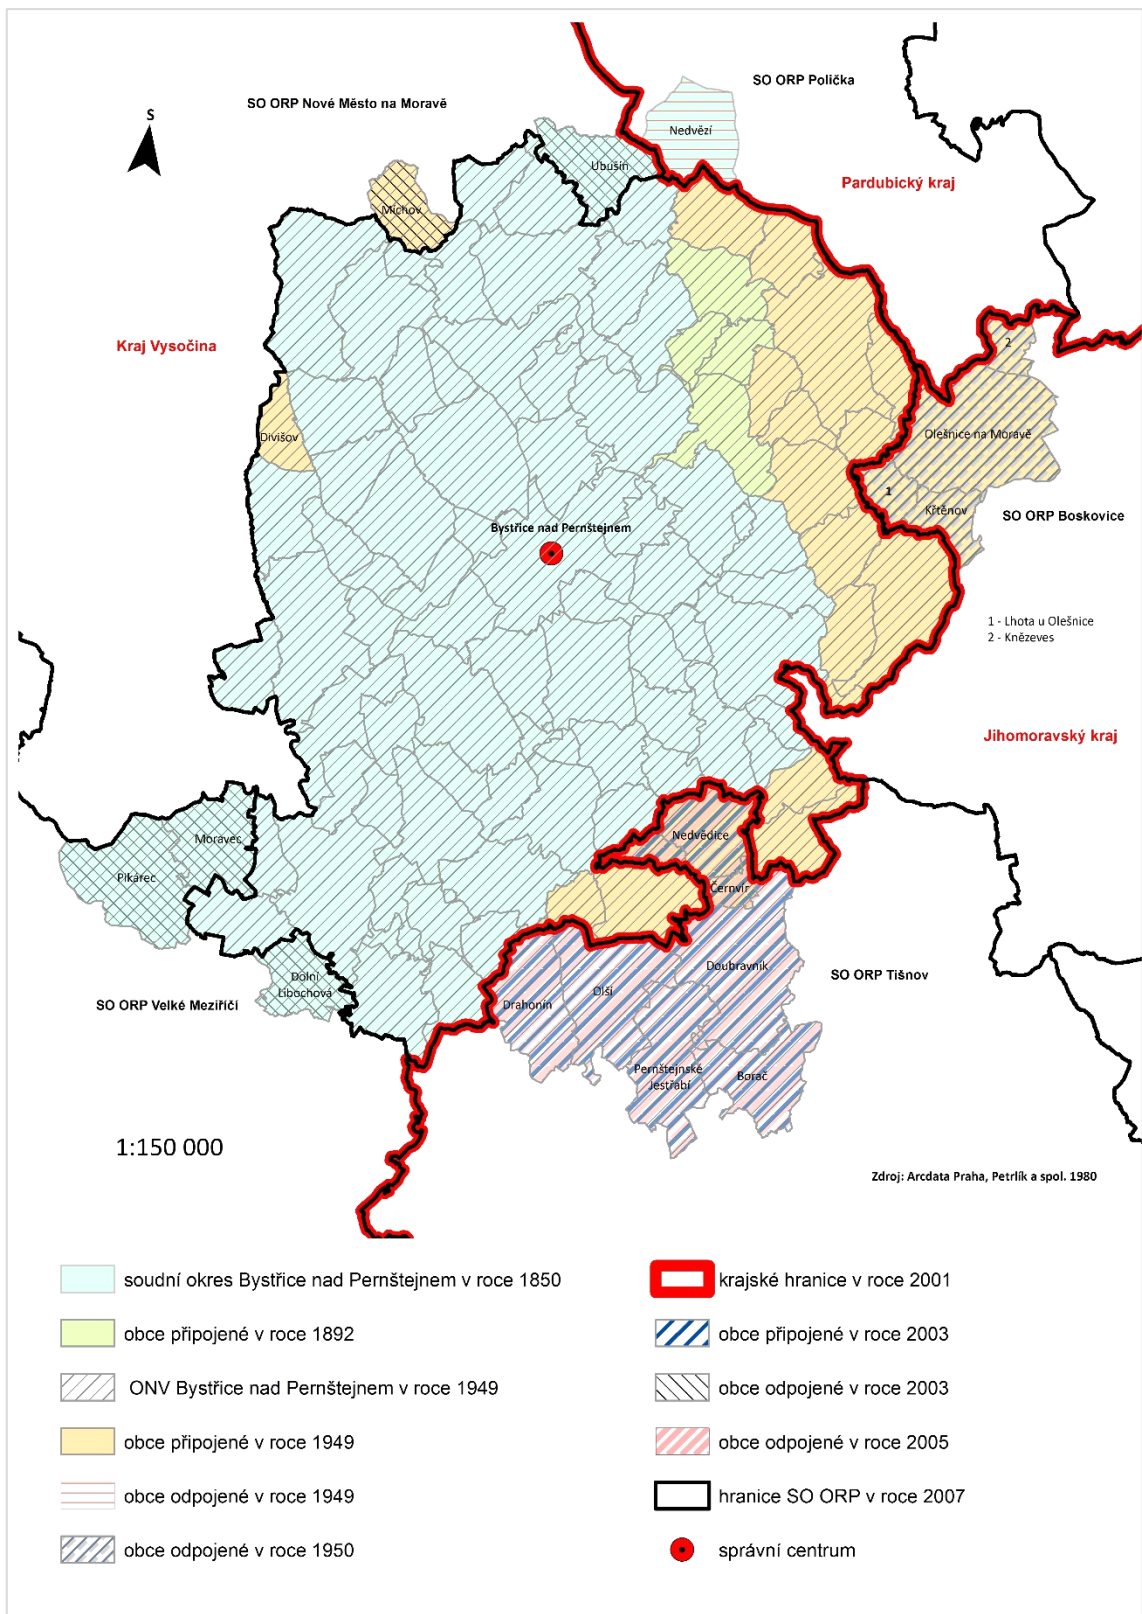 SO ORP Polička
SO ORP Nové Město na Moravě
S
Nedvězí
Ubušín
Pardubický kraj
Míchov
Kraj Vysočina
2
Divišov
Olešnice na Moravě
1
Křtěnov
SO ORP Boskovice
Bystřice nad Pernštejnem
1 - Lhota u Olešnice
2 - Knězeves
Jihomoravský kraj
Nedvědice
Moravec
Pikárec
Černvír
Doubravník
SO ORP Tišnov
Dolní
Libochová
Olší
Drahonín
SO ORP Velké Meziříčí
Pernštejnské
Jestřabí
Borač
1:150 000
Zdroj: Arcdata Praha, Petrlík a spol. 1980
soudní okres Bystřice nad Pernštejnem v roce 1850
obce připojené v roce 1892
ONV Bystřice nad Pernštejnem v roce 1949
obce připojené v roce 1949
obce odpojené v roce 1949
obce odpojené v roce 1950
krajské hranice v roce 2001
obce připojené v roce 2003
obce odpojené v roce 2003
obce odpojené v roce 2005
hranice SO ORP v roce 2007
správní centrum